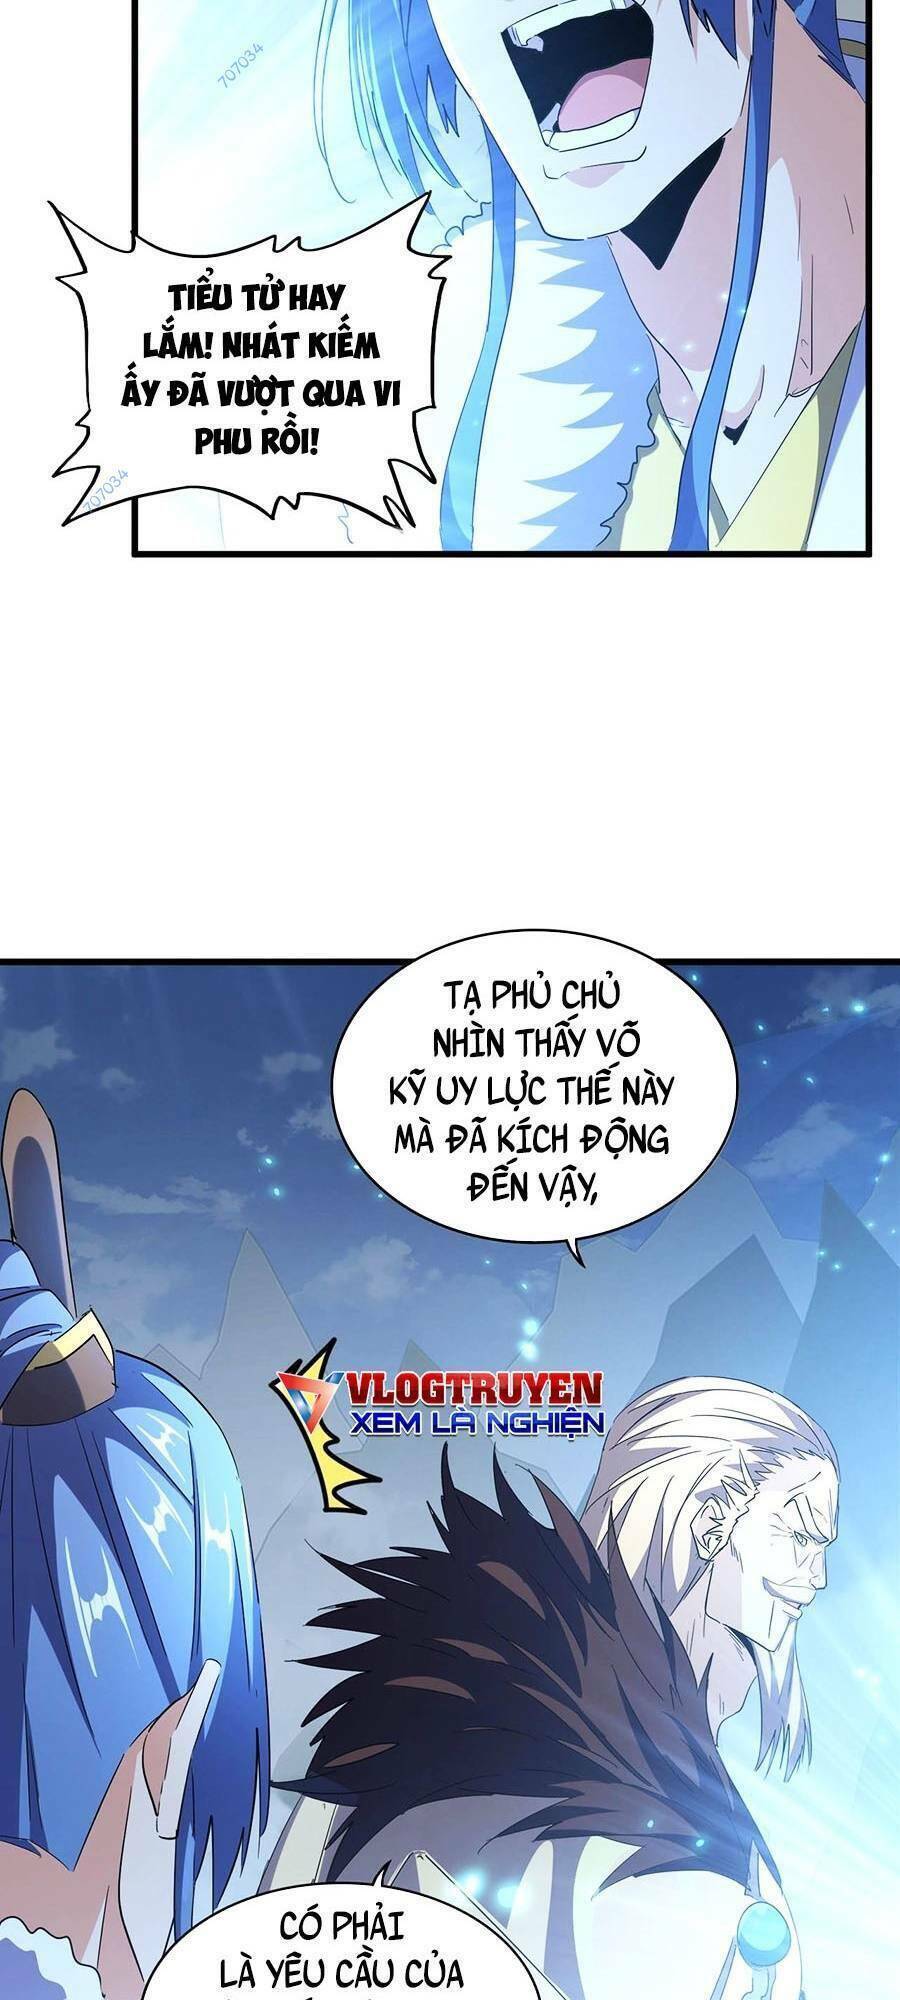 707034
TIỂU TỬ HAY
LẮM! NHÁT KIẾM
ẤY ĐÃ VƯỢT QUA VI
PHU RỒI!
707034
TẠ PHỦ CHỦ
NHÌN THẤY VÕ
KỸ UY LỰC THẾ NÀY
MÀ ĐÃ KÍCH ĐỘNG
ĐẾN VẬY,
VLOGTRUYEN
XEM LÀ NGHIỆN
CÓ PHẢI
LÀ YÊU CẦU CỦA